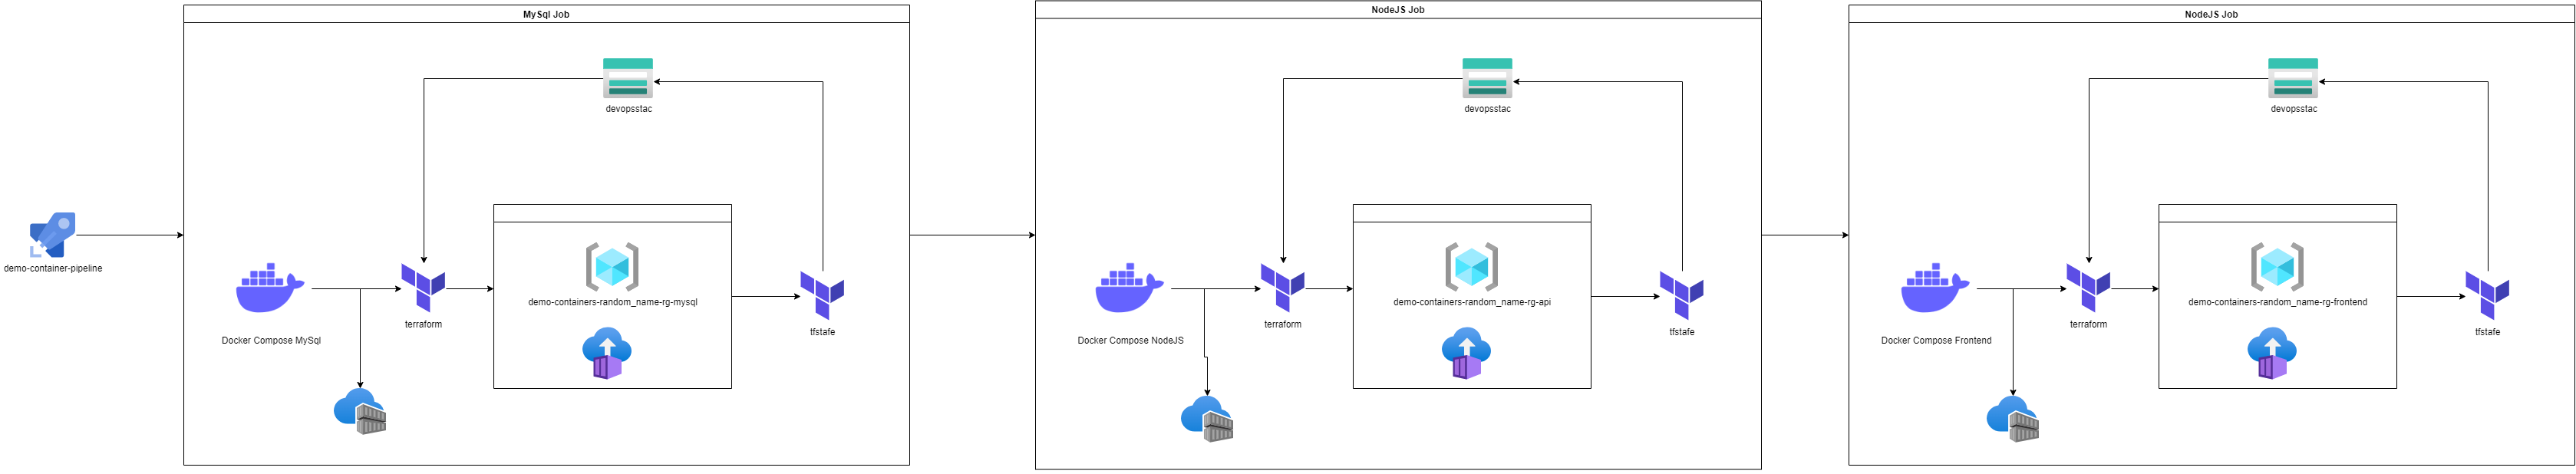 MySql Job
devopsstac
demo-container-pipeline
demo-containers-random_name-rg-mysql
terraform
tfstafe
Docker Compose MySql
NodeJS Job
devopsstac
demo-containers-random_name-rg-api
terraform
tfstafe
Docker Compose NodeJS
NodeJS Job
devopsstac
demo-containers-random_name-rg-frontend
terraform
tfstafe
Docker Compose Frontend